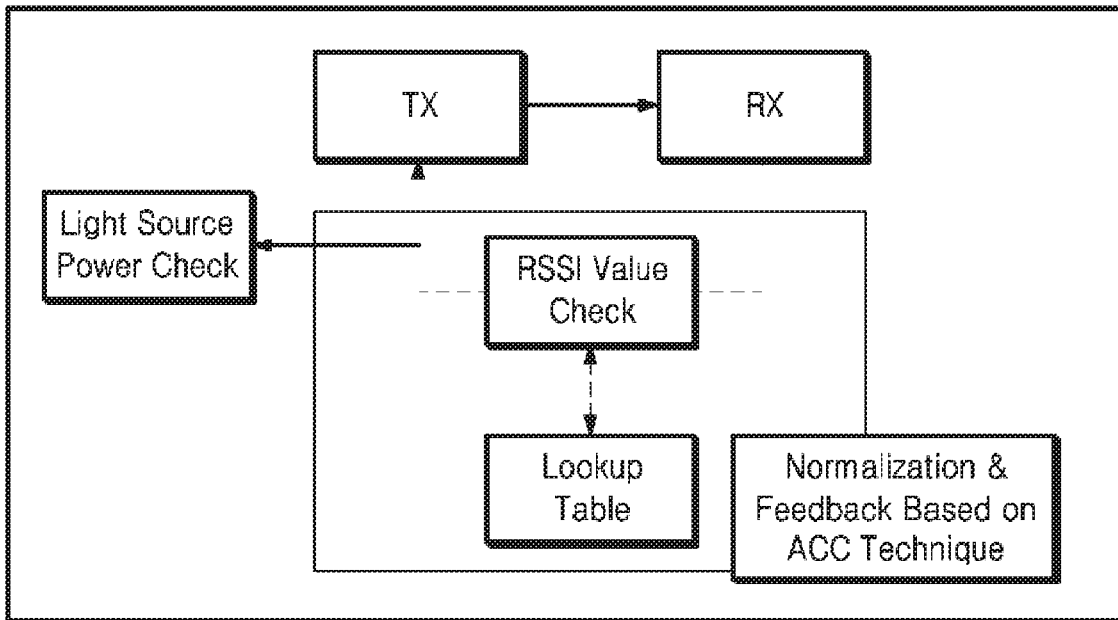 TX
RX
Light Source
Power Check
RSSI Value
Check
Lookup
Table
Normalization &
Feedback Based on
ACC Technique